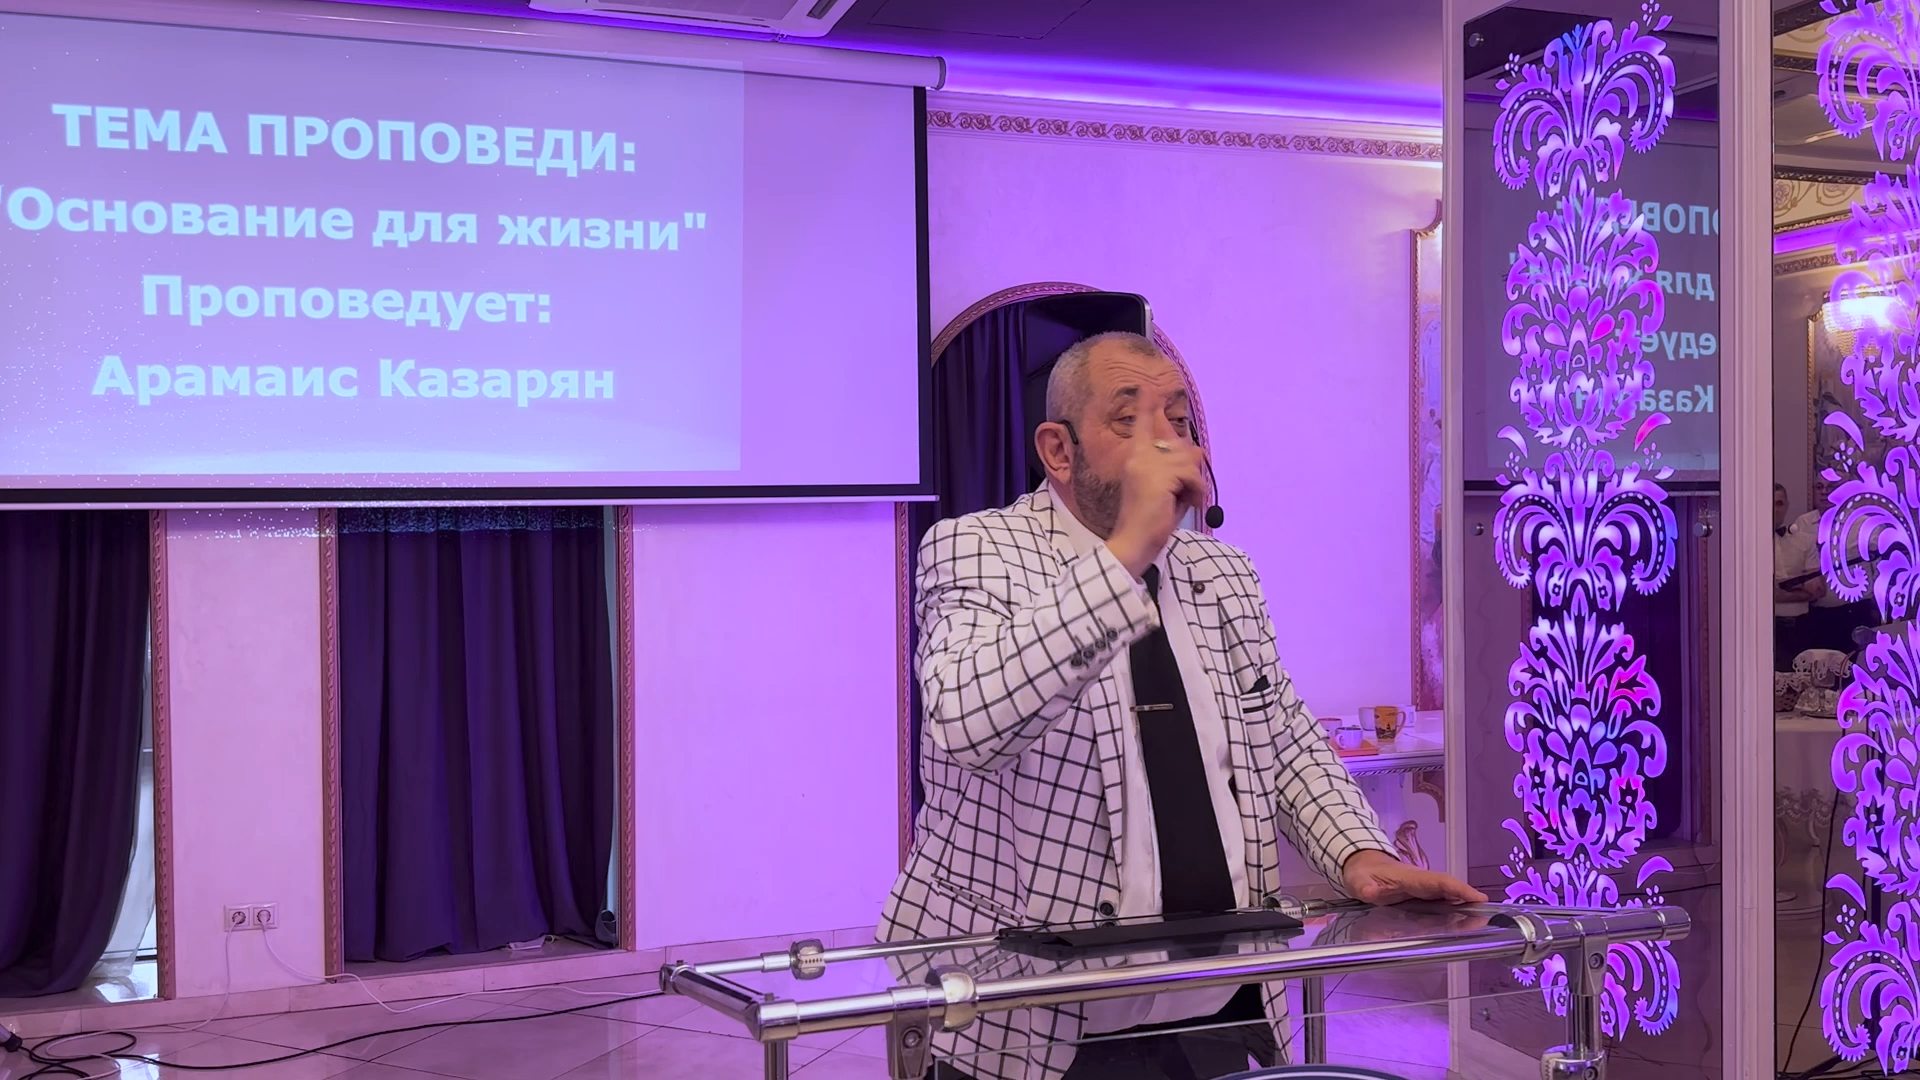 ТЕМА ПРОПОВЕДИ:
"Основание для жизни"
Проповедует:
Арамаис Казарян